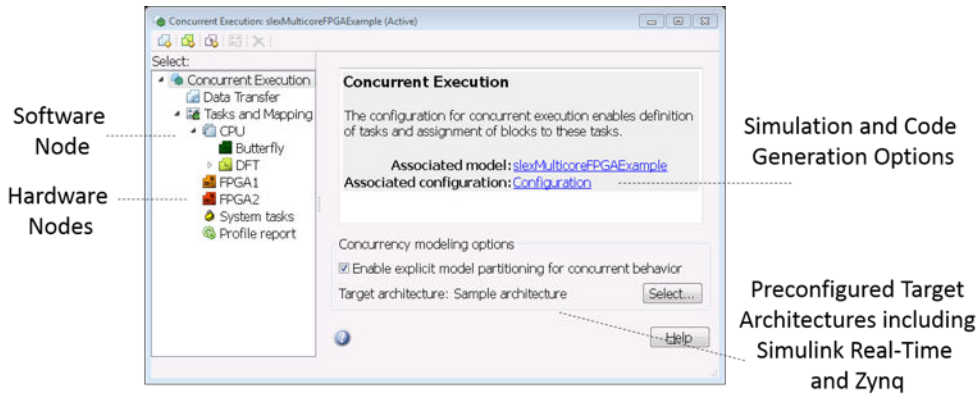 Concurrent Execution: slexMulticoreFPGAExample (Active)
Select:
Concurrent Execution
Data Transfer
Tasks and Mapping
CPU
Butterfly
DFT
FPGA1
FPGA2
System tasks
Profile report
Software
Node
Hardware
Nodes
Concurrent Execution
The configuration for concurrent execution enables definition
of tasks and assignment of blocks to these tasks.
Associated model: slexMulticoreFPGAExample
Associated configuration: Configuration
Concurrency modeling options
Enable explicit model partitioning for concurrent behavior
Target architecture: Sample architecture Select...
Help
Simulation and Code
Generation Options
Preconfigured Target
Architectures including
Simulink Real-Time
and Zynq